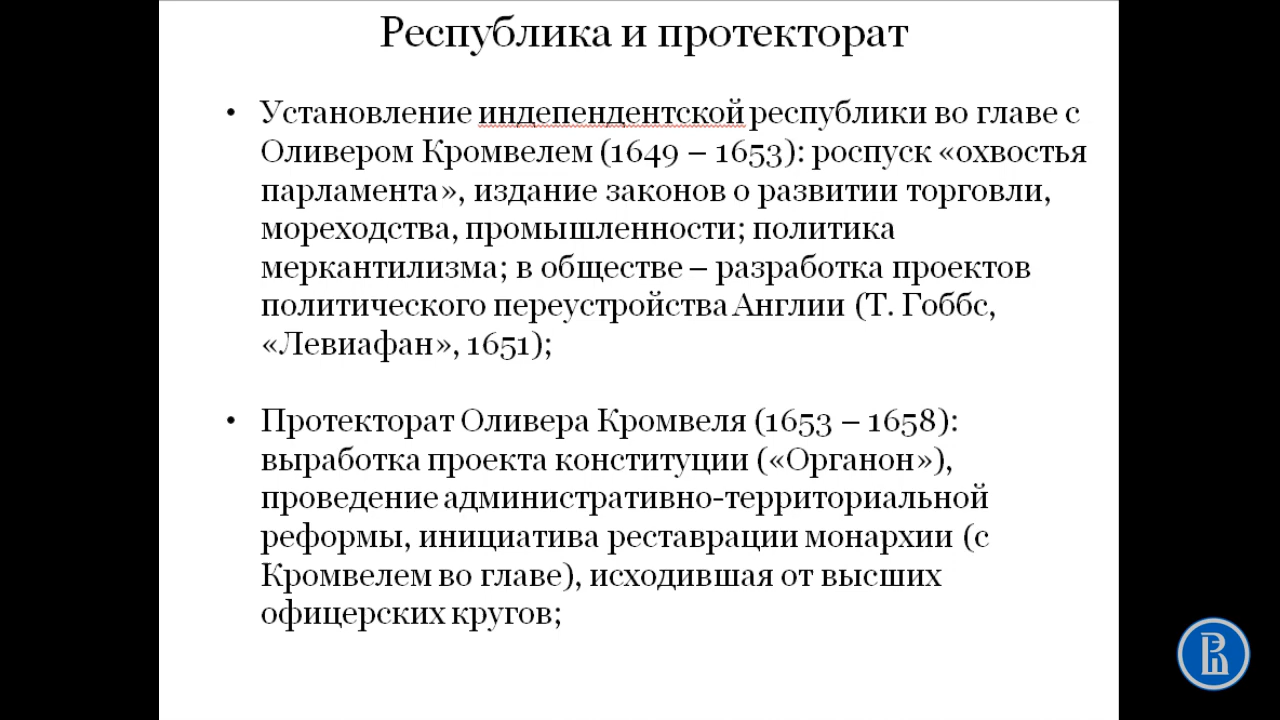 Республика и протекторат
• Установление индепендентской республики во главе с
Оливером Кромвелем (1649 – 1653): роспуск «охвостья
парламента», издание законов о развитии торговли,
мореходства, промышленности; политика
меркантилизма; в обществе – разработка проектов
политического переустройства Англии (Т. Гоббс,
«Левиафан», 1651);
• Протекторат Оливера Кромвеля (1653 – 1658):
выработка проекта конституции («Органон»),
проведение административно-территориальной
реформы, инициатива реставрации монархии (с
Кромвелем во главе), исходившая от высших
офицерских кругов;